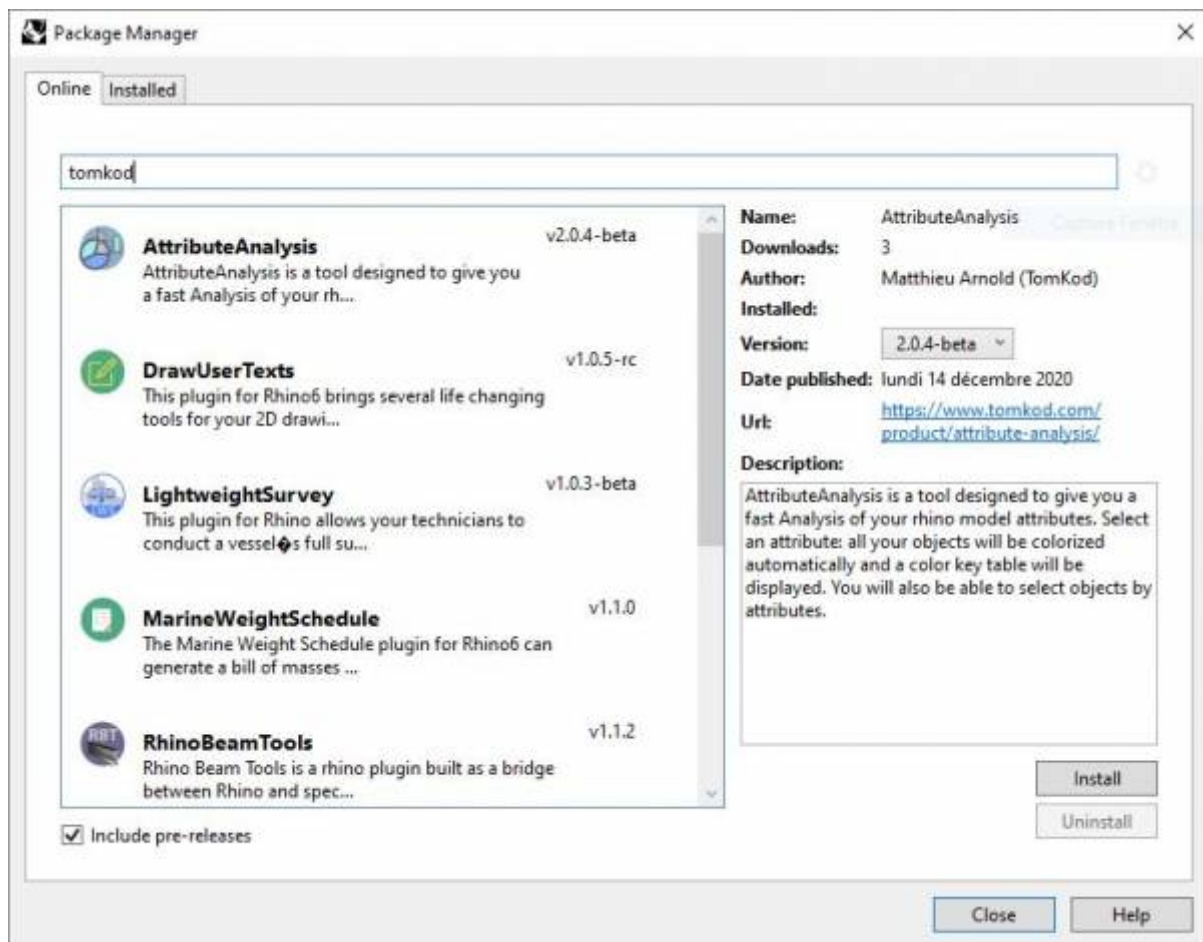 Package Manager
Online Installed
tomkod
AttributeAnalysis v2.0.4-beta
AttributeAnalysis is a tool designed to give you
a fast Analysis of your rh...
DrawUserTexts v1.0.5-rc
This plugin for Rhino6 brings several life changing
tools for your 2D drawi...
LightweightSurvey v1.0.3-beta
This plugin for Rhino allows your technicians to
conduct a vessel�s full su...
MarineWeightSchedule v1.1.0
The Marine Weight Schedule plugin for Rhino6 can
generate a bill of masses ...
RBT
RhinoBeamTools v1.1.2
Rhino Beam Tools is a rhino plugin built as a bridge
between Rhino and spec...
Include pre-releases
Name: AttributeAnalysis
Capture Fenêtre
Downloads: 3
Author: Matthieu Arnold (TomKod)
Installed:
Version: 2.0.4-beta
Date published: lundi 14 décembre 2020
Url: https://www.tomkod.com/
product/attribute-analysis/
Description:
AttributeAnalysis is a tool designed to give you a
fast Analysis of your rhino model attributes. Select
an attribute: all your objects will be colorized
automatically and a color key table will be
displayed. You will also be able to select objects by
attributes.
Install
Uninstall
Close Help